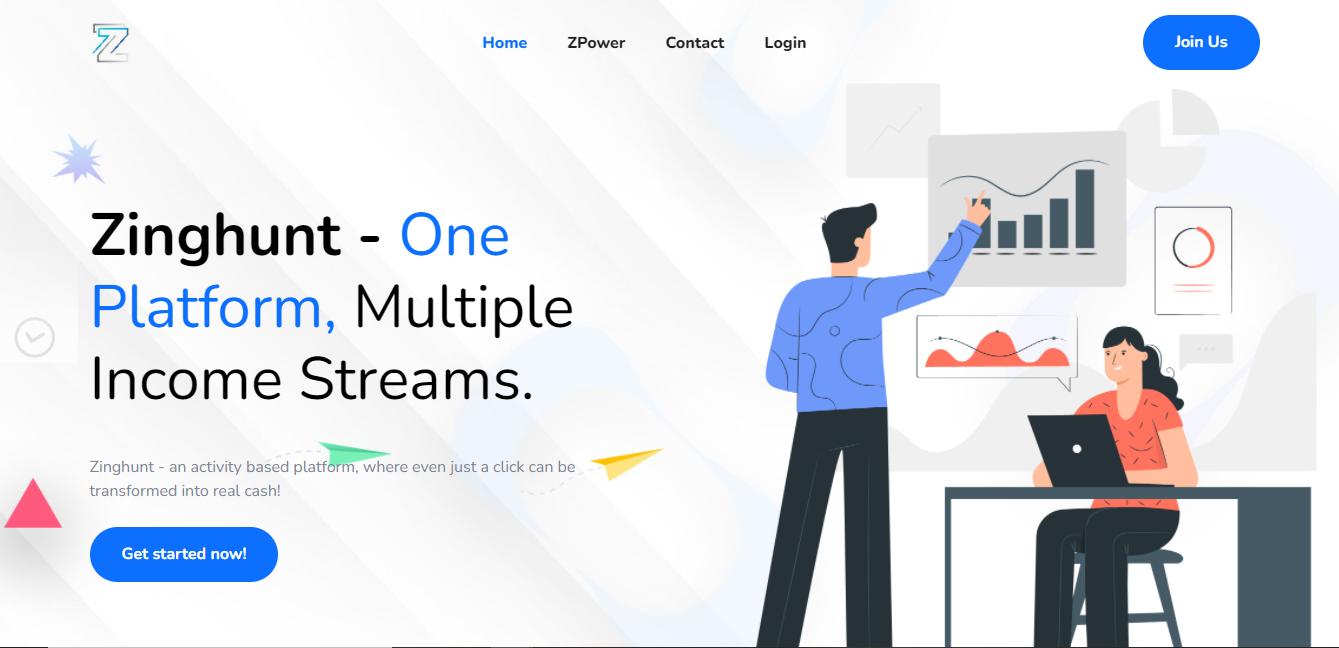 Home ZPower Contact Login Join Us
Zinghunt - One
Platform, Multiple
Income Streams.
Zinghunt - an activity based platform, where even just a click can be
transformed into real cash!
Get started now!